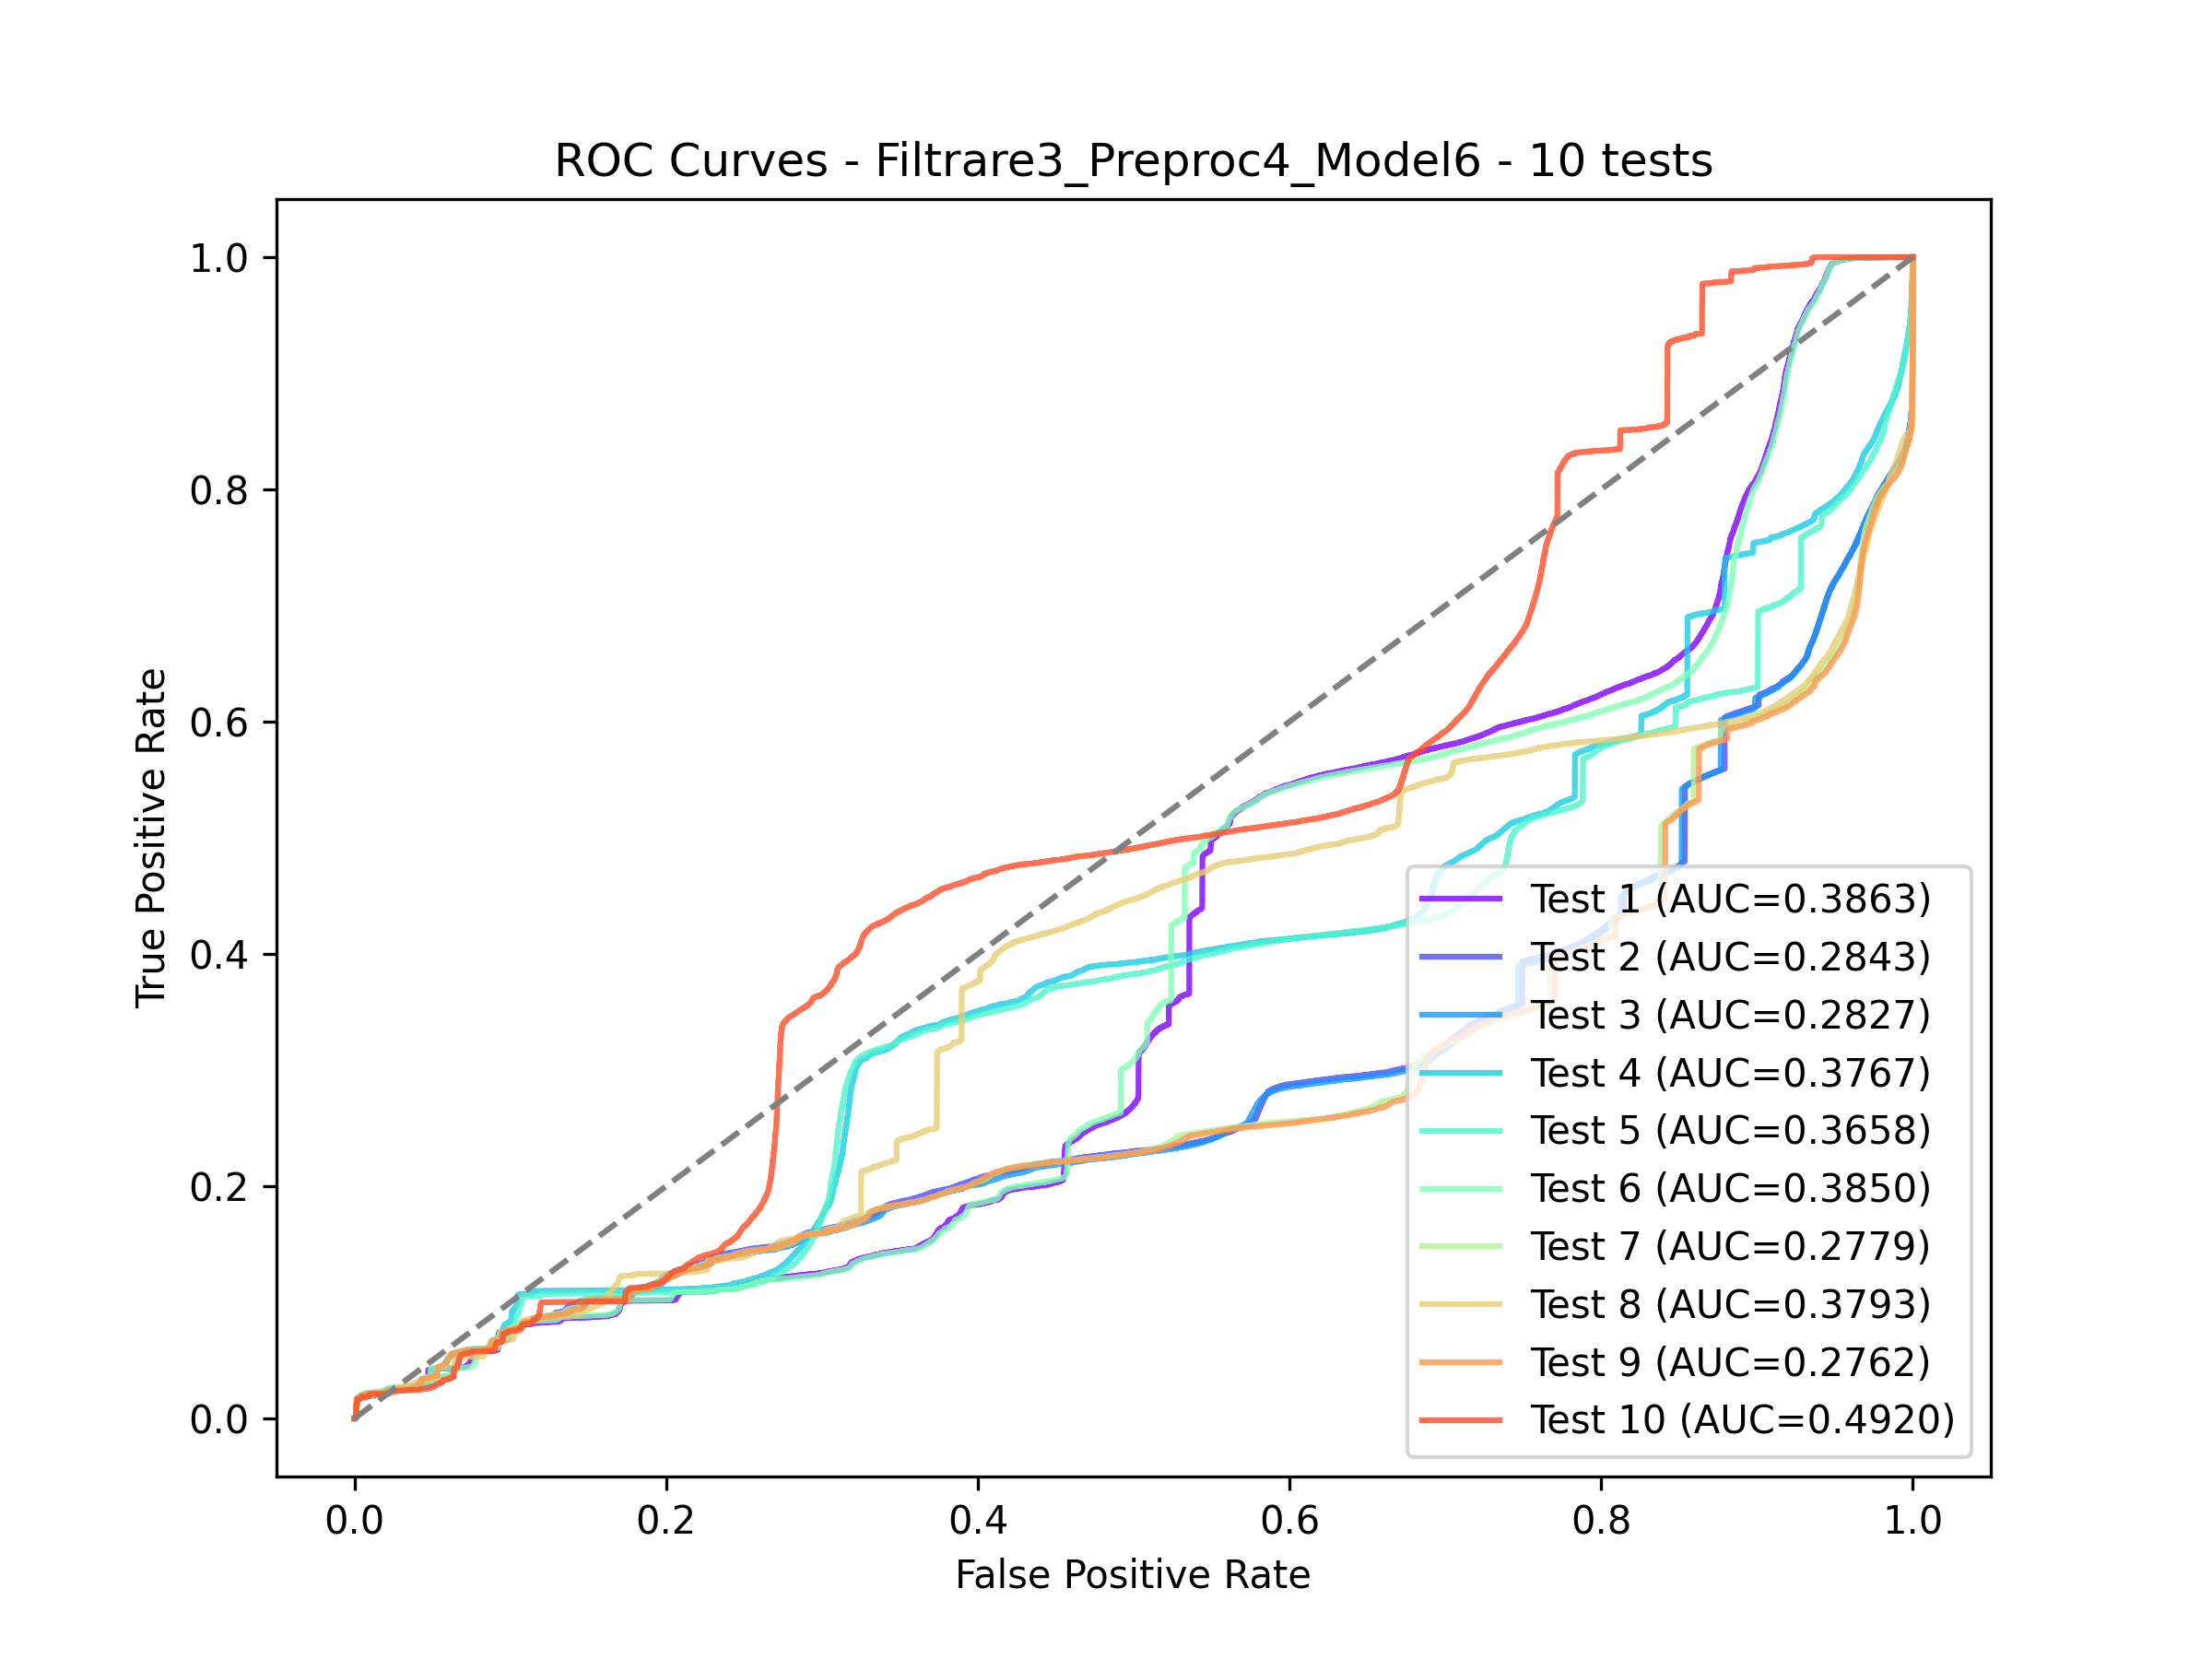 ROC Curves - Filtrare3_Preproc4_Model6 - 10 tests
True Positive Rate
1.0
0.8
0.6
0.4
0.2
0.0
Test 1 (AUC=0.3863)
Test 2 (AUC=0.2843)
Test 3 (AUC=0.2827)
Test 4 (AUC=0.3767)
Test 5 (AUC=0.3658)
Test 6 (AUC=0.3850)
Test 7 (AUC=0.2779)
Test 8 (AUC=0.3793)
Test 9 (AUC=0.2762)
Test 10 (AUC=0.4920)
0.0 0.2 0.4 0.6 0.8 1.0
False Positive Rate